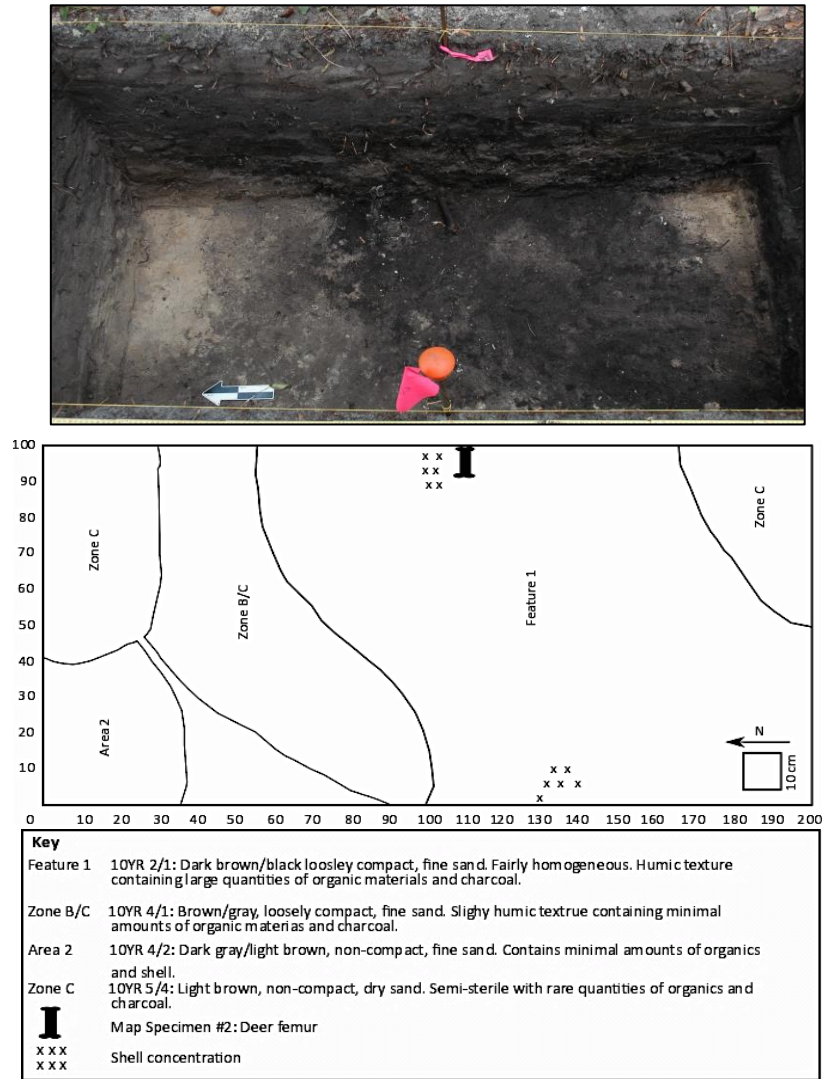 100
90
80
70
60
50
40
30
20
10
Zone C
Zone B/C
Area 2
Feature 1
Zone C
N
10 cm
0 30 40 50 60 70 80 90 100 110 120 130 140 150 160 170 180 190 200
Key
Feature 1 10YR 2/1: Dark brown/black loosley compact, fine sand. Fairly homogeneous. Humic texture
containing large quantities of organic materials and charcoal.
Zone B/C 10YR 4/1: Brown/gray, loosely compact, fine sand. Slighy humic textrue containing minimal
amounts of organic materias and charcoal.
Area 2 10YR 4/2: Dark gray/light brown, non-compact, fine sand. Contains minimal amounts of organics
and shell.
Zone C 10YR 5/4: Light brown, non-compact, dry sand. Semi-sterile with rare quantities of organics and
charcoal.
Map Specimen #2: Deer femur
x x x
x x x Shell concentration